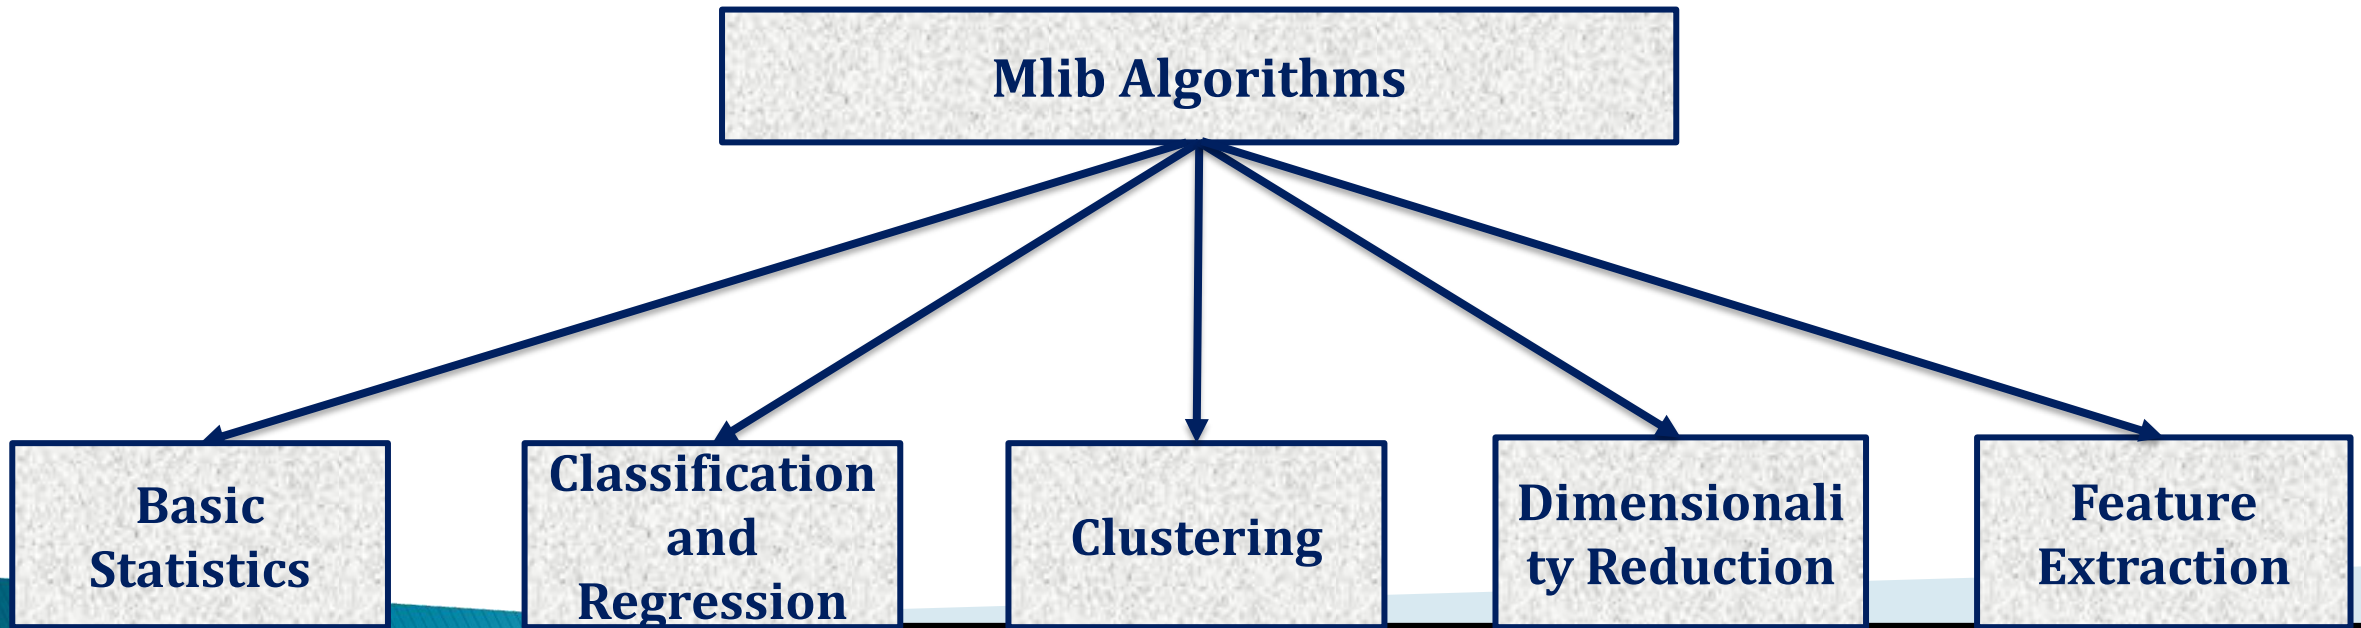 Mlib Algorithms
Basic
Statistics
Classification
and
Regression
Clustering
Dimensionali
ty Reduction
Feature
Extraction